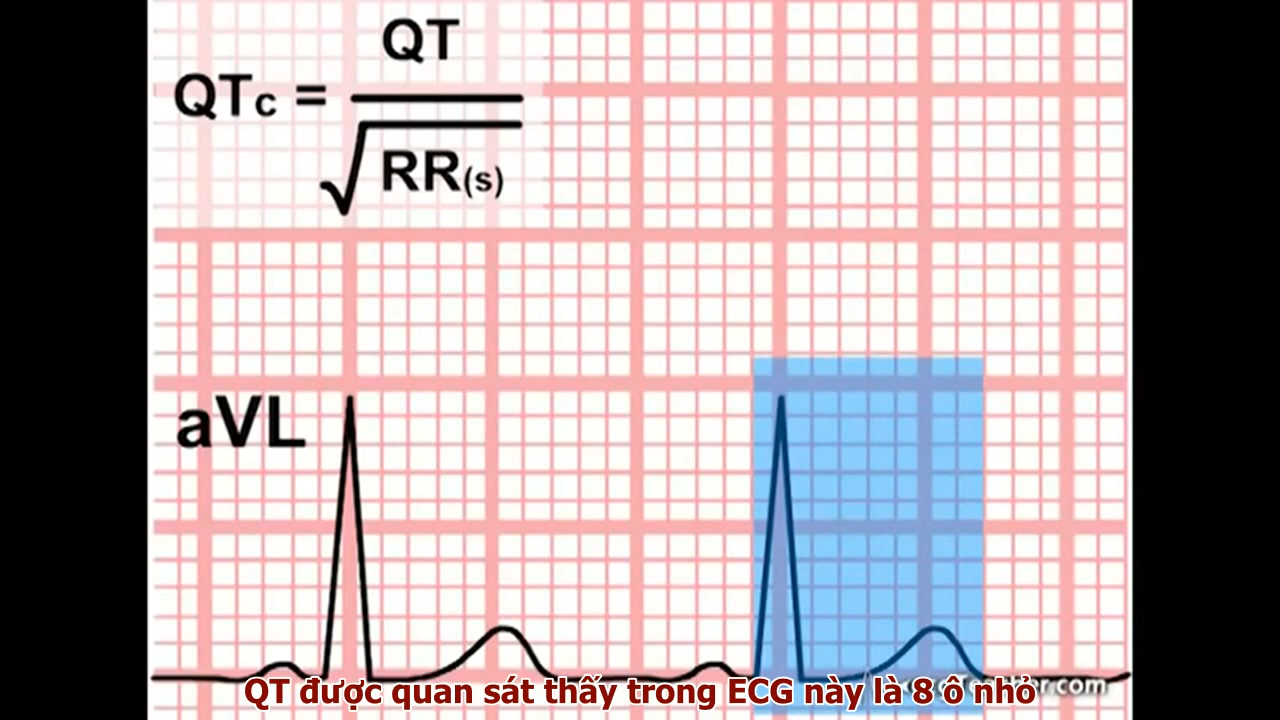 QT
QTc =
RR(s)
aVL
QT được quan sát thấy trong ECG này là 8 ô nhỏ